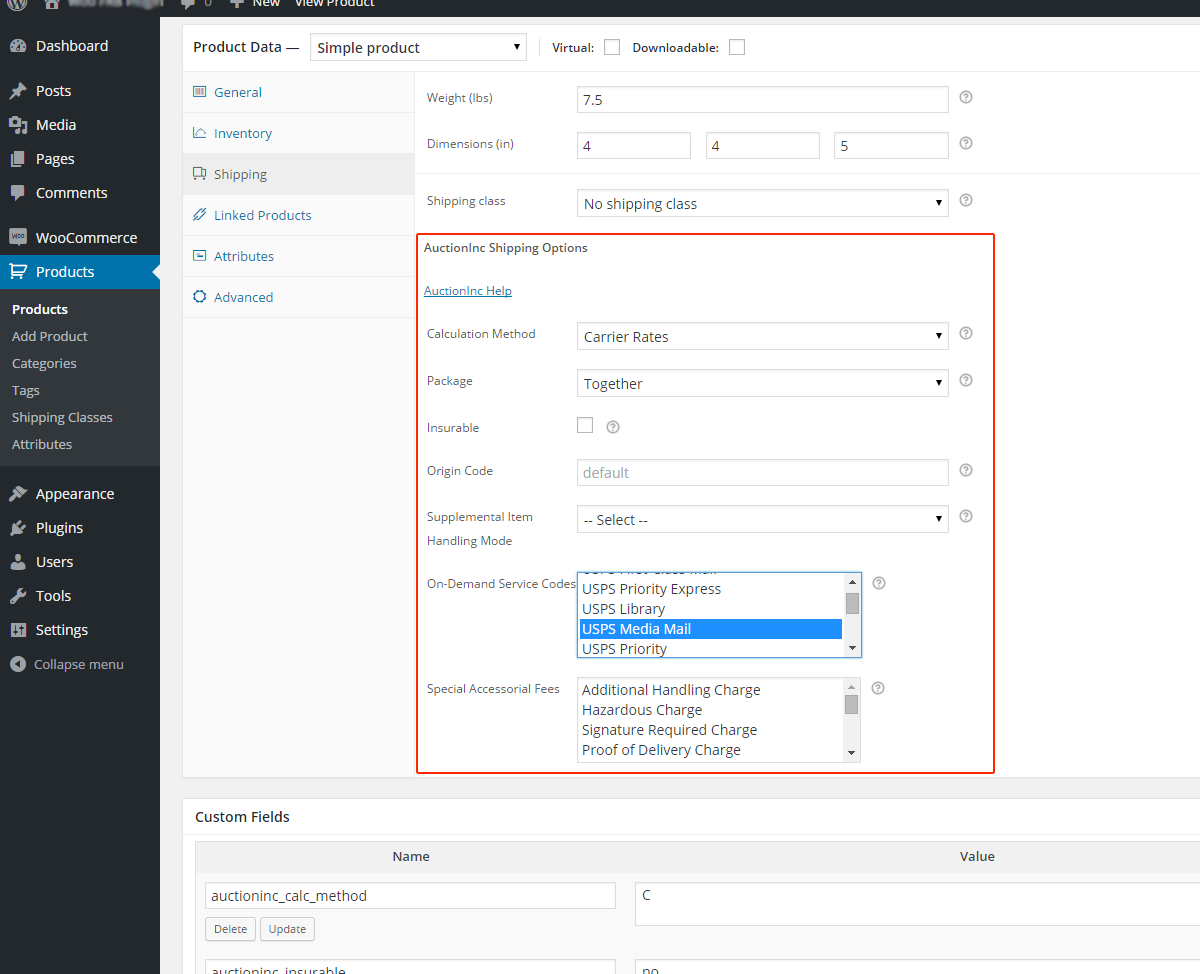 0 New View Product
Dashboard
Posts
Media
Pages
Comments
WooCommerce
Products
Products
Add Product
Categories
Tags
Shipping Classes
Attributes
Appearance
Plugins
Users
Tools
Settings
Collapse menu
Product Data — Simple product Virtual: Downloadable:
General
Inventory
Shipping
Linked Products
Attributes
Advanced
Weight (lbs) 7.5
Dimensions (in) 4 4 5
Shipping class No shipping class
AuctionInc Shipping Options
AuctionInc Help
Calculation Method Carrier Rates
Package Together
Insurable
Origin Code default
Supplemental Item
Handling Mode
-- Select --
On-Demand Service Codes
USPS First Class Mail
USPS Priority Express
USPS Library
USPS Media Mail
USPS Priority
Special Accessorial Fees
Additional Handling Charge
Hazardous Charge
Signature Required Charge
Proof of Delivery Charge
Custom Fields
Name Value
auctioninc_calc_method C
Delete Update
auctioninc_insurable no